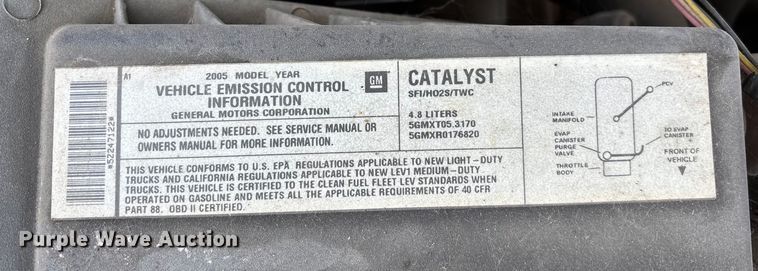 *5Z2247122*
A1
2005 MODEL YEAR
VEHICLE EMISSION CONTROL
INFORMATION
GENERAL MOTORS CORPORATION
GM
NO ADJUSTMENTS NEEDED. SEE SERVICE MANUAL OR
OWNERS MANUAL FOR MORE INFORMATION.
CATALYST
SFI/HO2S/TWC
4.8 LITERS
5GMXT05.3170
5GMXR0176820
THIS VEHICLE CONFORMS TO U.S. EPA REGULATIONS APPLICABLE TO NEW LIGHT-DUTY
TRUCKS AND CALIFORNIA REGULATIONS APPLICABLE TO NEW LEV1 MEDIUM-DUTY
TRUCKS. THIS VEHICLE IS CERTIFIED TO THE CLEAN FUEL FLEET LEV STANDARDS WHEN
OPERATED ON GASOLINE AND MEETS ALL THE APPLICABLE REQUIREMENTS OF 40 CFR
PART 88. OBD II CERTIFIED.
PCV
INTAKE
MANIFOLD
EVAP
CANISTER
PURGE
VALVE
THROTTLE
BODY
TO EVAP
CANISTER
FRONT OF
VEHICLE
Purple Wave Auction